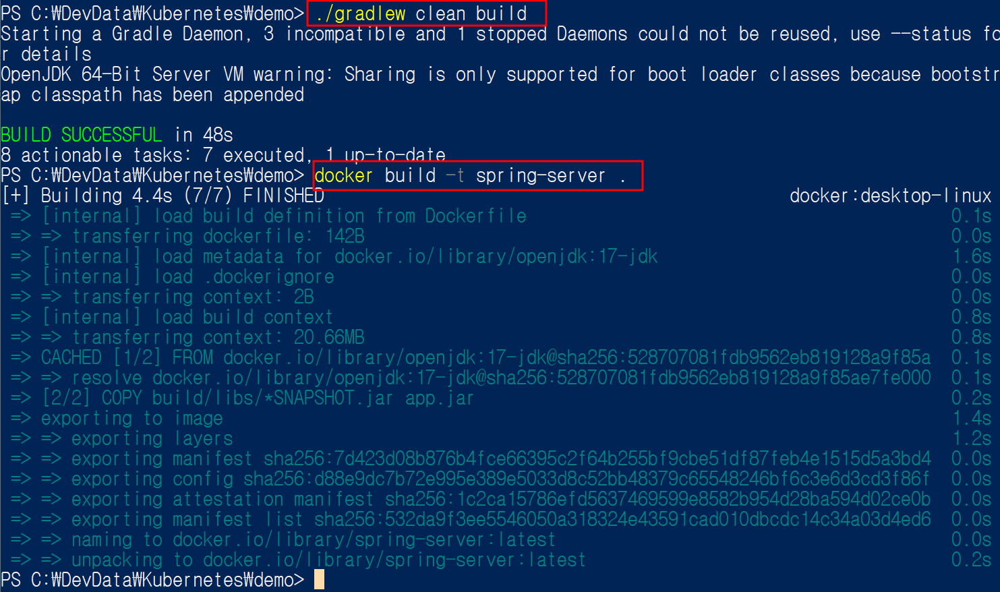 PS C:₩DevData₩Kubernetes₩demo> ./gradlew clean build
Starting a Gradle Daemon, 3 incompatible and 1 stopped Daemons could not be reused, use --status fo
r details
OpenJDK 64-Bit Server VM warning: Sharing is only supported for boot loader classes because bootstr
ap classpath has been appended
BUILD SUCCESSFUL in 48s
8 actionable tasks: 7 executed, 1 up-to-date
PS C:₩DevData₩Kubernetes₩demo> docker build -t spring-server .
[+] Building 4.4s (7/7) FINISHED docker:desktop-linux
=> [internal] load build definition from Dockerfile 0.1s
=> => transferring dockerfile: 142B 0.0s
=> [internal] load metadata for docker.io/library/openjdk:17-jdk 1.6s
=> [internal] load .dockerignore 0.0s
=> => transferring context: 2B 0.0s
=> [internal] load build context 0.8s
=> => transferring context: 20.66MB 0.8s
=> CACHED [1/2] FROM docker.io/library/openjdk:17-jdk@sha256:528707081fdb9562eb819128a9f85a 0.1s
=> => resolve docker.io/library/openjdk:17-jdk@sha256:528707081fdb9562eb819128a9f85ae7fe000 0.1s
=> [2/2] COPY build/libs/*SNAPSHOT.jar app.jar 0.2s
=> exporting to image 1.4s
=> => exporting layers 1.2s
=> => exporting manifest sha256:7d423d08b876b4fce66395c2f64b255bf9cbe51df87feb4e1515d5a3bd4 0.0s
=> => exporting config sha256:d88e9dc7b72e995e389e5033d8c52bb48379c65548246bf6c3e6d3cd3f86f 0.0s
=> => exporting attestation manifest sha256:1c2ca15786efd5637469599e8582b954d28ba594d02ce0b 0.0s
=> => exporting manifest list sha256:532da9f3ee5546050a318324e43591cad010dbcdc14c34a03d4ed6 0.0s
=> => naming to docker.io/library/spring-server:latest 0.0s
=> => unpacking to docker.io/library/spring-server:latest 0.2s
PS C:₩DevData₩Kubernetes₩demo>